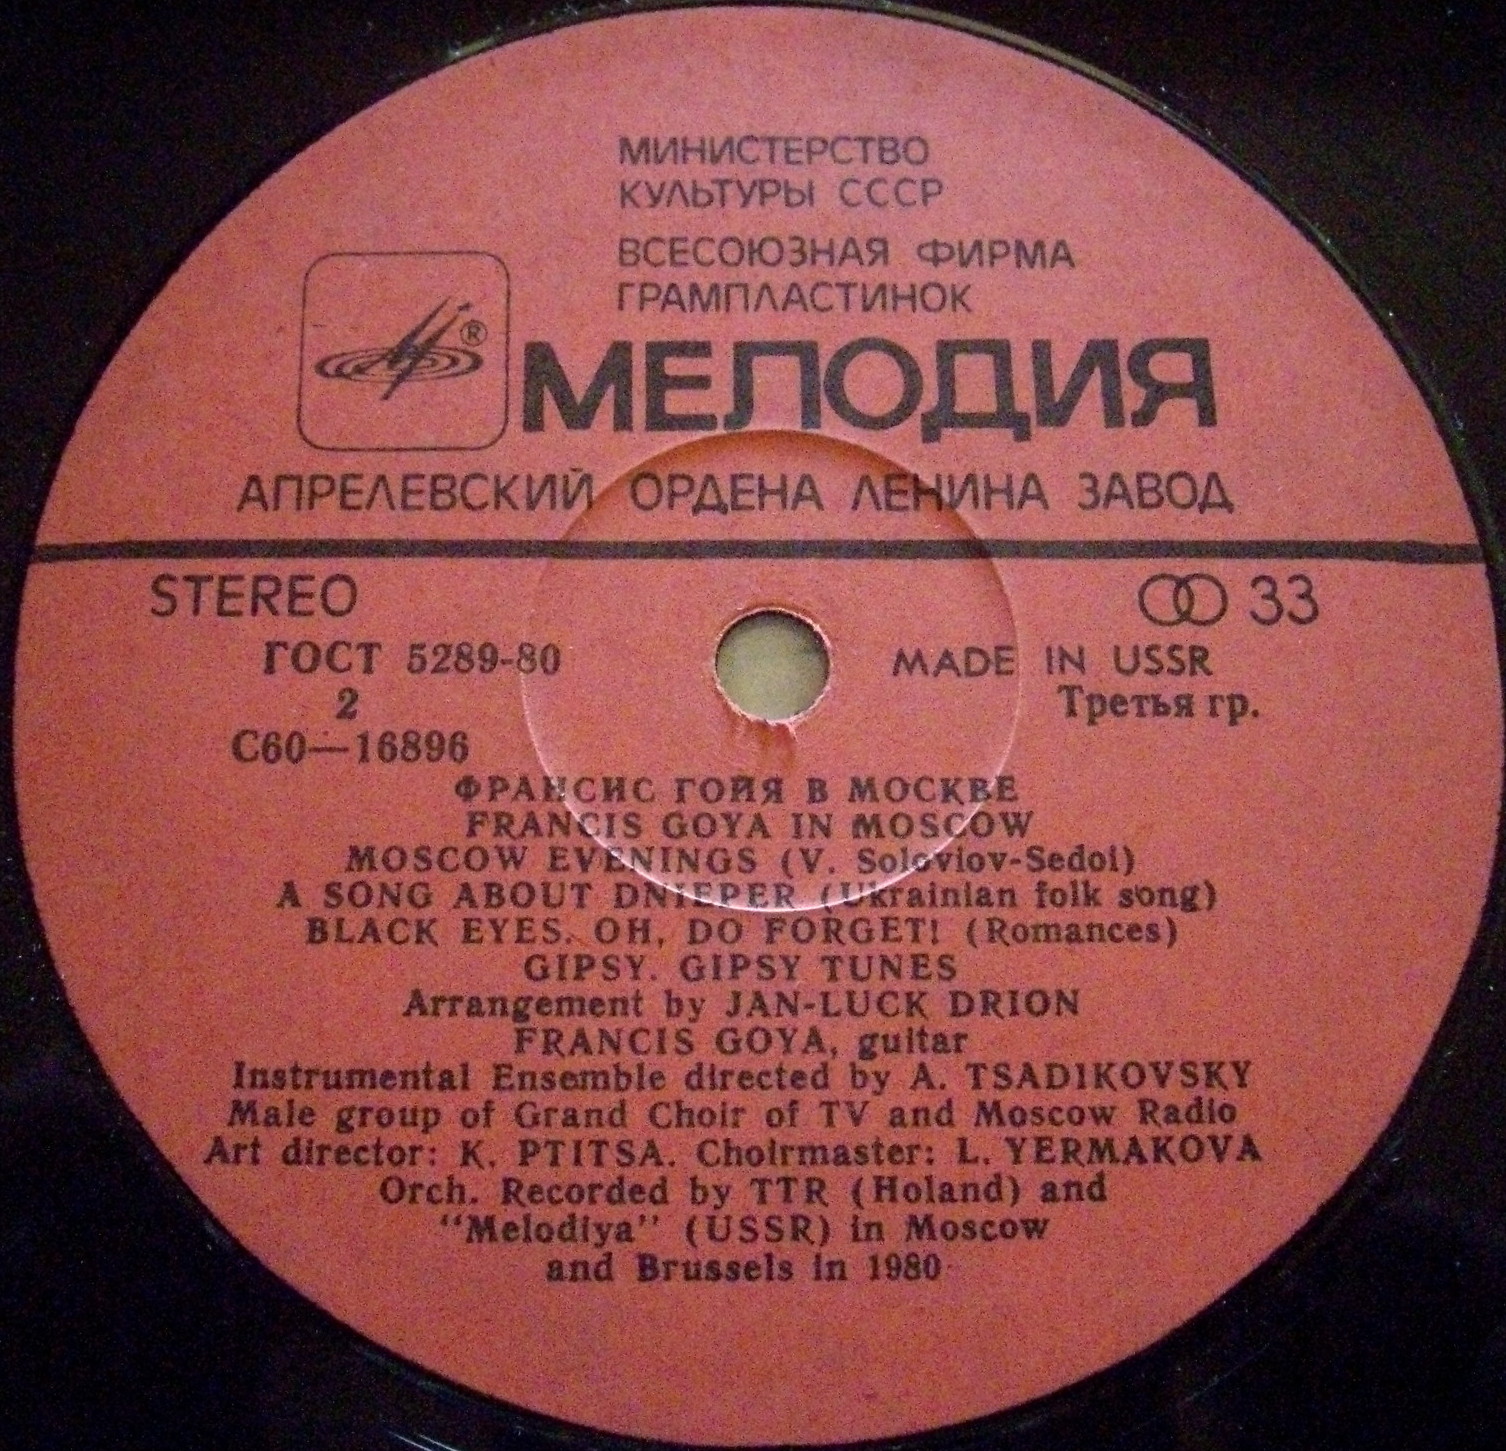 МИНИСТЕРСТВО
КУЛЬТУРЫ СССР
ВСЕСОЮЗНАЯ ФИРМА
ГРАМПЛАСТИНОК
®
МЕЛОДИЯ
АПРЕЛЕВСКИЙ ОРДЕНА ЛЕНИНА ЗАВОД
STEREO 33
ГОСТ 5289-80 MADE IN USSR
2 Третья гр.
С60—16896
ФРАНСИС ГОЙЯ В МОСКВЕ
FRANCIS GOYA IN MOSCOW
MOSCOW EVENINGS (V. Soloviov-Sedoi)
A SONG ABOUT DNIEPER (Ukrainian folk song)
BLACK EYES. OH, DO FORGET! (Romances)
GIPSY. GIPSY TUNES
Arrangement by JAN-LUCK DRION
FRANCIS GOYA, guitar
Instrumental Ensemble directed by A. TSADIKOVSKY
Male group of Grand Choir of TV and Moscow Radio
Art director: K. PTITSA. Choirmaster: L. YERMAKOVA
Orch. Recorded by TTR (Holand) and
“Melodiya” (USSR) in Moscow
and Brussels in 1980